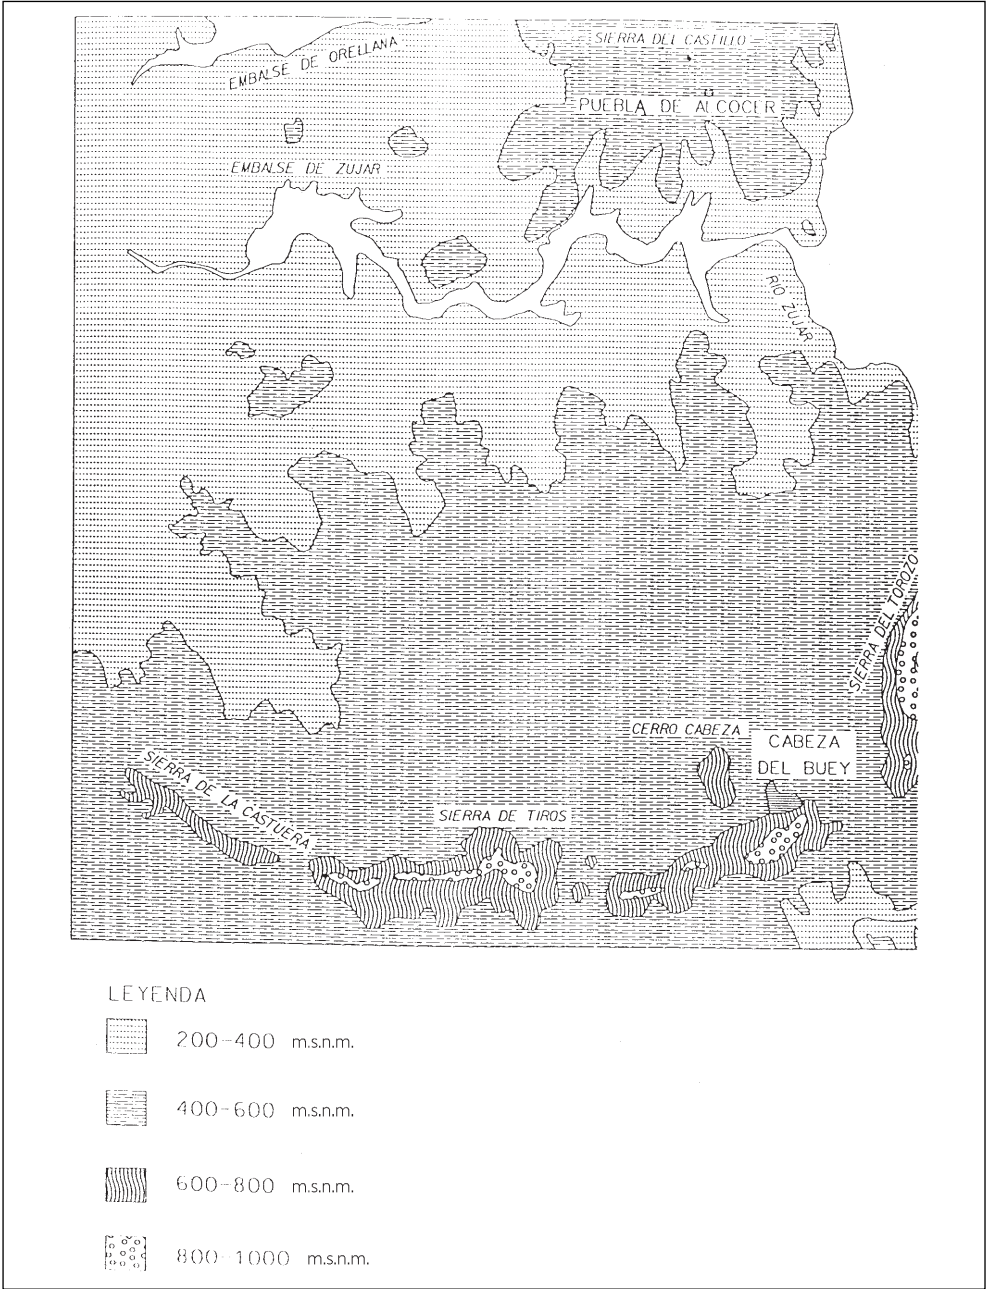 SIERRA DEL CASTILLO
EMBALSE DE ORELLANA
PUEBLA DE ALCOCER
EMBALSE DE ZUJAR
RIO ZUJAR
SIERRA DEL TOROZO
CERRO CABEZA
CABEZA
DEL BUEY
SIERRA DE LA CASTUERA
SIERRA DE TIROS
LEYENDA
200-400 m.s.n.m.
400-600 m.s.n.m.
600-800 m.s.n.m.
800-1000 m.s.n.m.